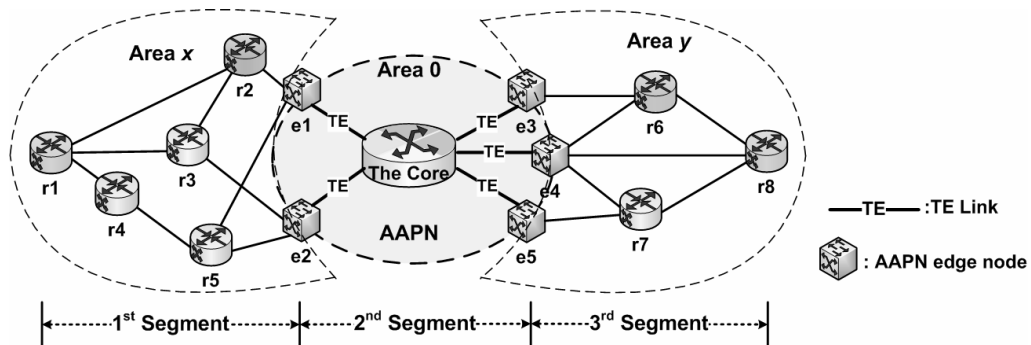 Area x
Area 0
Area y
r2
e1
TE
TE
e3
r6
r1
r3
The Core
TE
e4
r8
r4
TE
TE
r5
e2
AAPN
e5
r7
TE :TE Link
: AAPN edge node
1st Segment
2nd Segment
3rd Segment